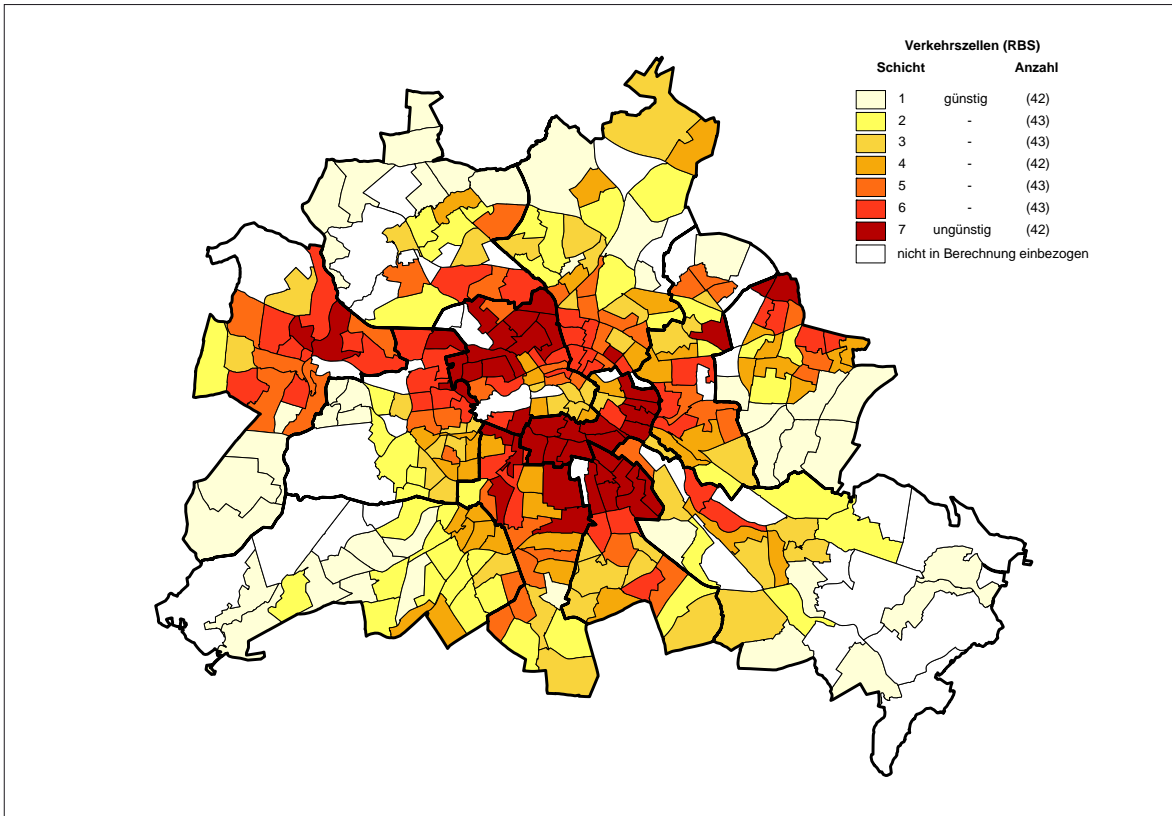 Verkehrszellen (RBS)
Schicht Anzahl
1 günstig (42)
2 - (43)
3 - (43)
4 - (42)
5 - (43)
6 - (43)
7 ungünstig (42)
nicht in Berechnung einbezogen